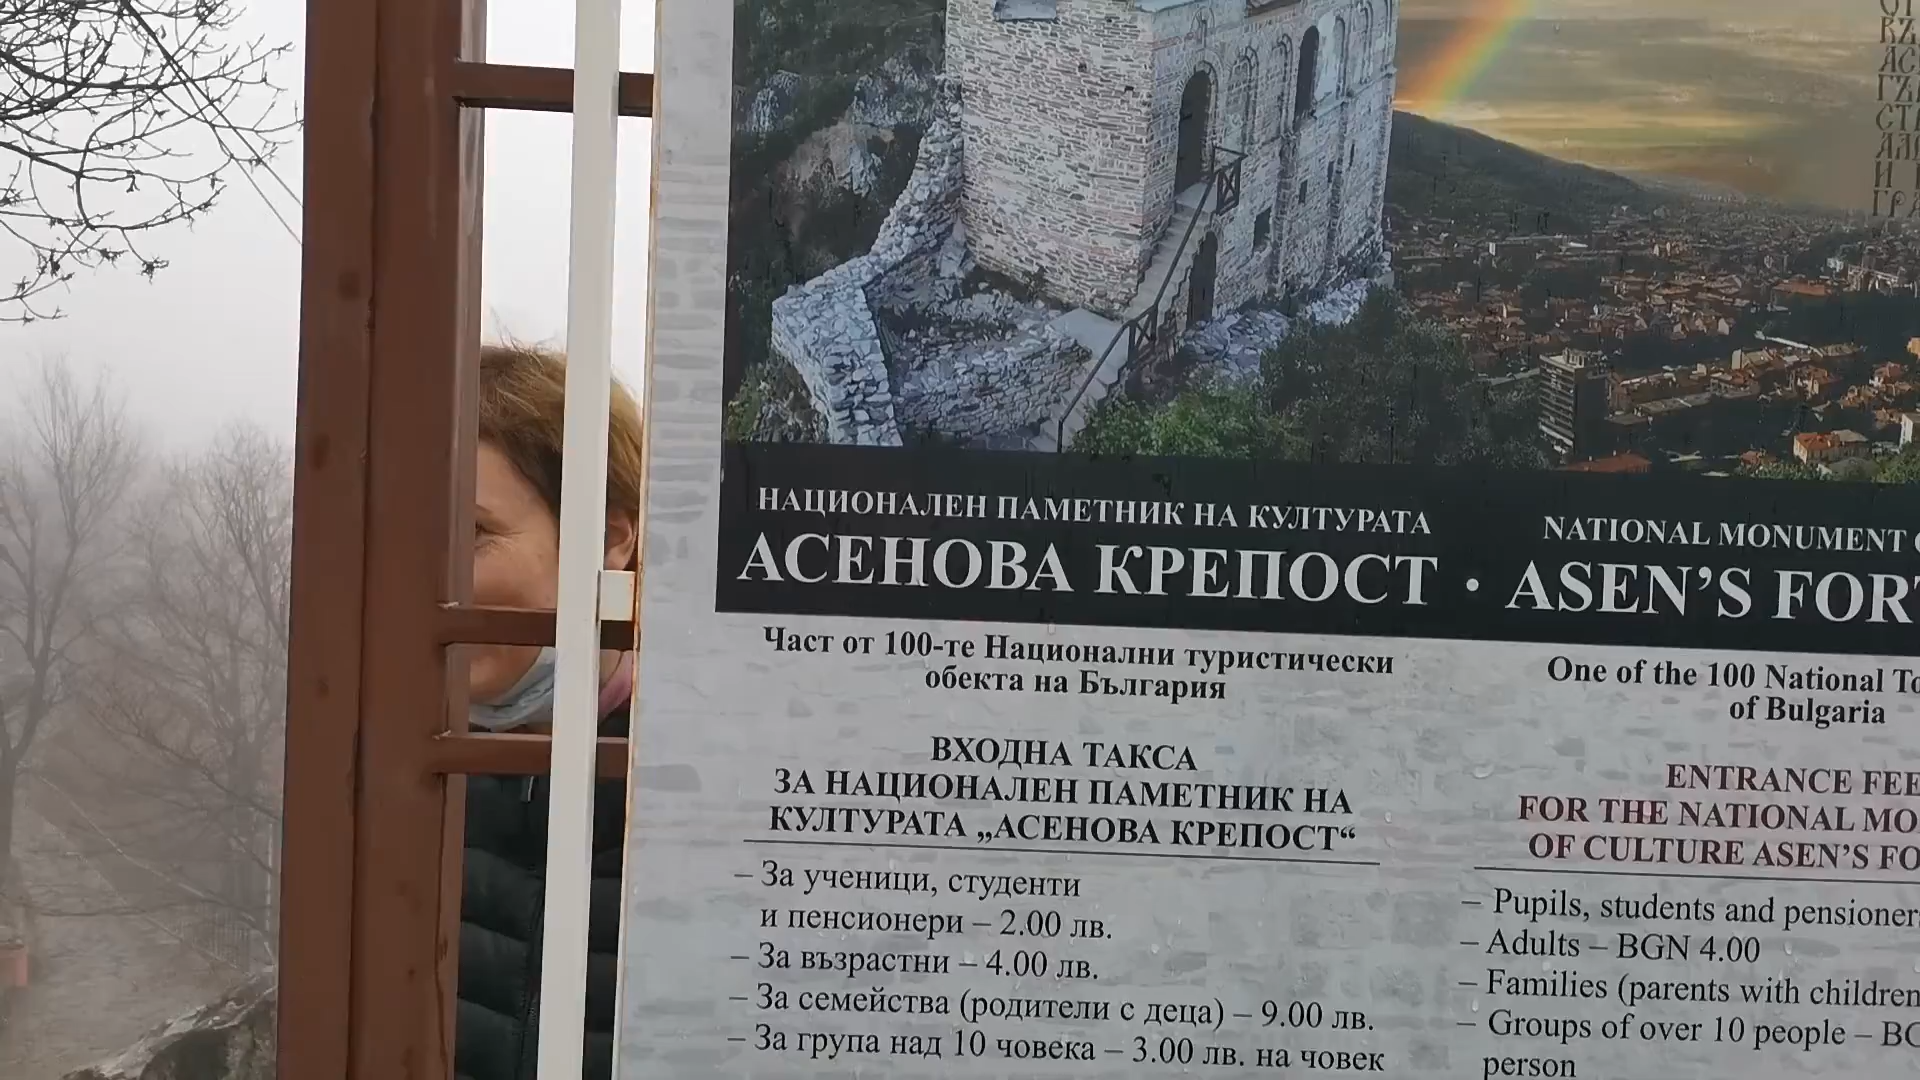 НАЦИОНАЛЕН ПАМЕТНИК НА КУЛТУРАТА
АСЕНОВА КРЕПОСТ · ASEN'S
NATIONAL MONUMENT
Част от 100-те Национални туристически
обекта на България
ВХОДНА ТАКСА
ЗА НАЦИОНАЛЕН ПАМЕТНИК НА
КУЛТУРАТА „АСЕНОВА КРЕПОСТ“
– За ученици, студенти
и пенсионери – 2.00 лв.
– За възрастни – 4.00 лв.
– За семейства (родители с деца) – 9.00 лв.
– За група над 10 човека – 3.00 лв. на човек
One of the 100 National
of Bulgaria
ENTRANCE FEE
FOR THE NATIONAL
OF CULTURE ASEN'S
– Pupils, students and pensioner
– Adults – BGN 4.00
– Families (parents with children
– Groups of over 10 people –
person